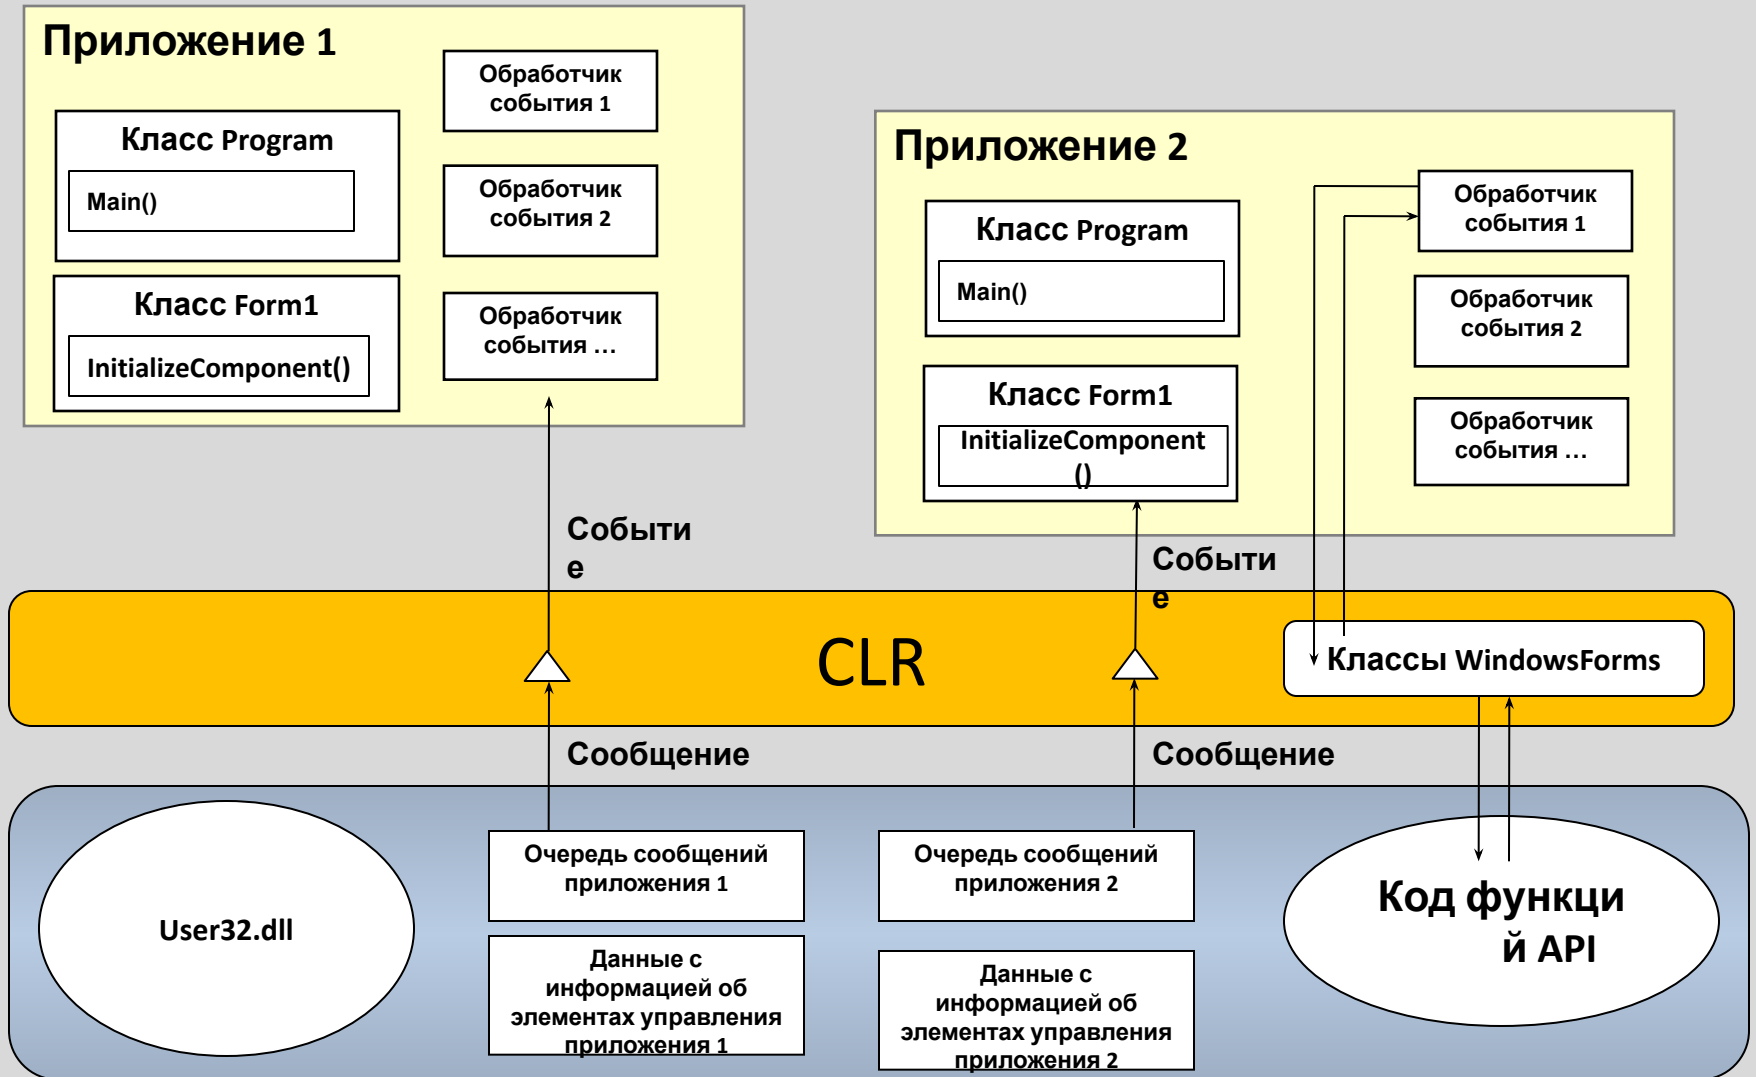 Приложение 1
Обработчик
события 1
Класс Program
Main()
Обработчик
события 2
Класс Form1
InitializeComponent()
Обработчик
события ...
Приложение 2
Обработчик
события 1
Класс Program
Main()
Обработчик
события 2
Класс Form1
InitializeComponent
()
Обработчик
события ...
Событи
е
Событи
е
CLR
Классы WindowsForms
Сообщение
Сообщение
User32.dll
Очередь сообщений
приложения 1
Данные с
информацией об
элементах управления
приложения 1
Очередь сообщений
приложения 2
Данные с
информацией об
элементах управления
приложения 2
Код функци
й API